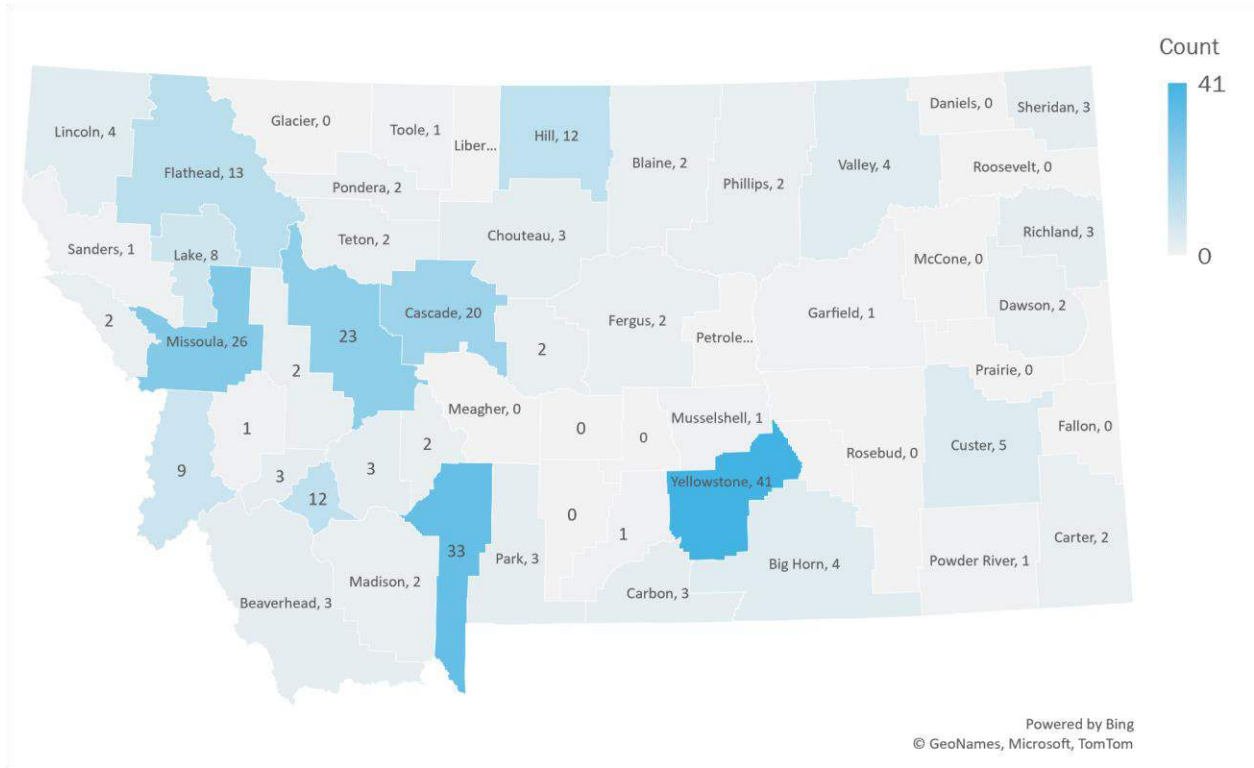 Count
41
0
Lincoln, 4
Flathead, 13
Glacier, 0
Toole, 1
Liber...
Hill, 12
Blaine, 2
Phillips, 2
Valley, 4
Daniels, 0
Sheridan, 3
Roosevelt, 0
Pondera, 2
Teton, 2
Chouteau, 3
Richland, 3
McCone, 0
Sanders, 1
Lake, 8
Cascade, 20
Fergus, 2
Petrole...
Garfield, 1
Dawson, 2
2
Missoula, 26
2
23
2
Prairie, 0
Meagher, 0
0
0
Musselshell, 1
Rosebud, 0
Custer, 5
Fallon, 0
9
1
3
12
3
2
33
Park, 3
0
1
Yellowstone, 41
Big Horn, 4
Powder River, 1
Carter, 2
Beaverhead, 3
Madison, 2
Carbon, 3
Powered by Bing
© GeoNames, Microsoft, TomTom